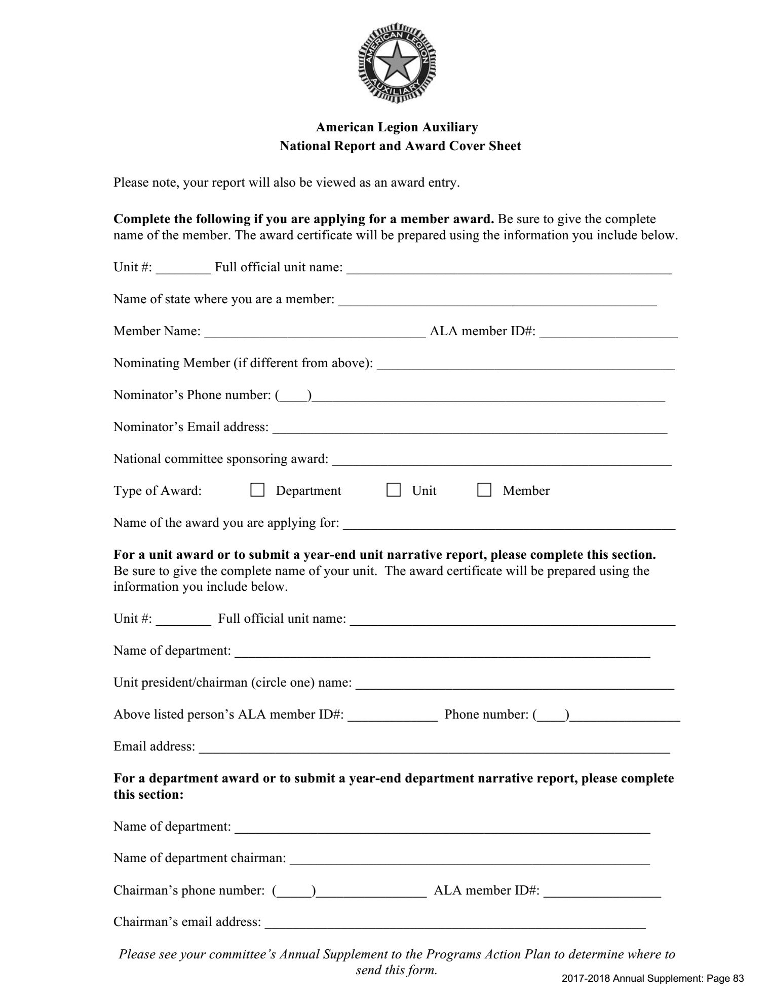 AMERICAN LEGION
AUXILIARY
American Legion Auxiliary
National Report and Award Cover Sheet
Please note, your report will also be viewed as an award entry.
Complete the following if you are applying for a member award. Be sure to give the complete
name of the member. The award certificate will be prepared using the information you include below.
Unit #: ________ Full official unit name: _______________________________________________
Name of state where you are a member: ______________________________________________
Member Name: ________________________________ ALA member ID#: ____________________
Nominating Member (if different from above): ___________________________________________
Nominator’s Phone number: (____)___________________________________________________
Nominator’s Email address: _________________________________________________________
National committee sponsoring award: _________________________________________________
Type of Award: ☐ Department ☐ Unit ☐ Member
Name of the award you are applying for: ________________________________________________
For a unit award or to submit a year-end unit narrative report, please complete this section.
Be sure to give the complete name of your unit. The award certificate will be prepared using the
information you include below.
Unit #: ________ Full official unit name: _______________________________________________
Name of department: ____________________________________________________________
Unit president/chairman (circle one) name: ______________________________________________
Above listed person’s ALA member ID#: _____________ Phone number: (____)________________
Email address: ____________________________________________________________________
For a department award or to submit a year-end department narrative report, please complete
this section:
Name of department: ____________________________________________________________
Name of department chairman: ____________________________________________________
Chairman’s phone number: (_____)________________ ALA member ID#: _________________
Chairman’s email address: _______________________________________________________
Please see your committee’s Annual Supplement to the Programs Action Plan to determine where to
send this form.
2017-2018 Annual Supplement: Page 83